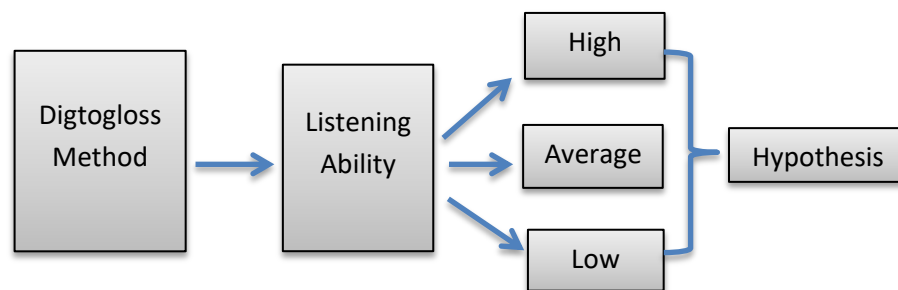 Digtogloss
Method
Listening
Ability
High
Average
Low
Hypothesis